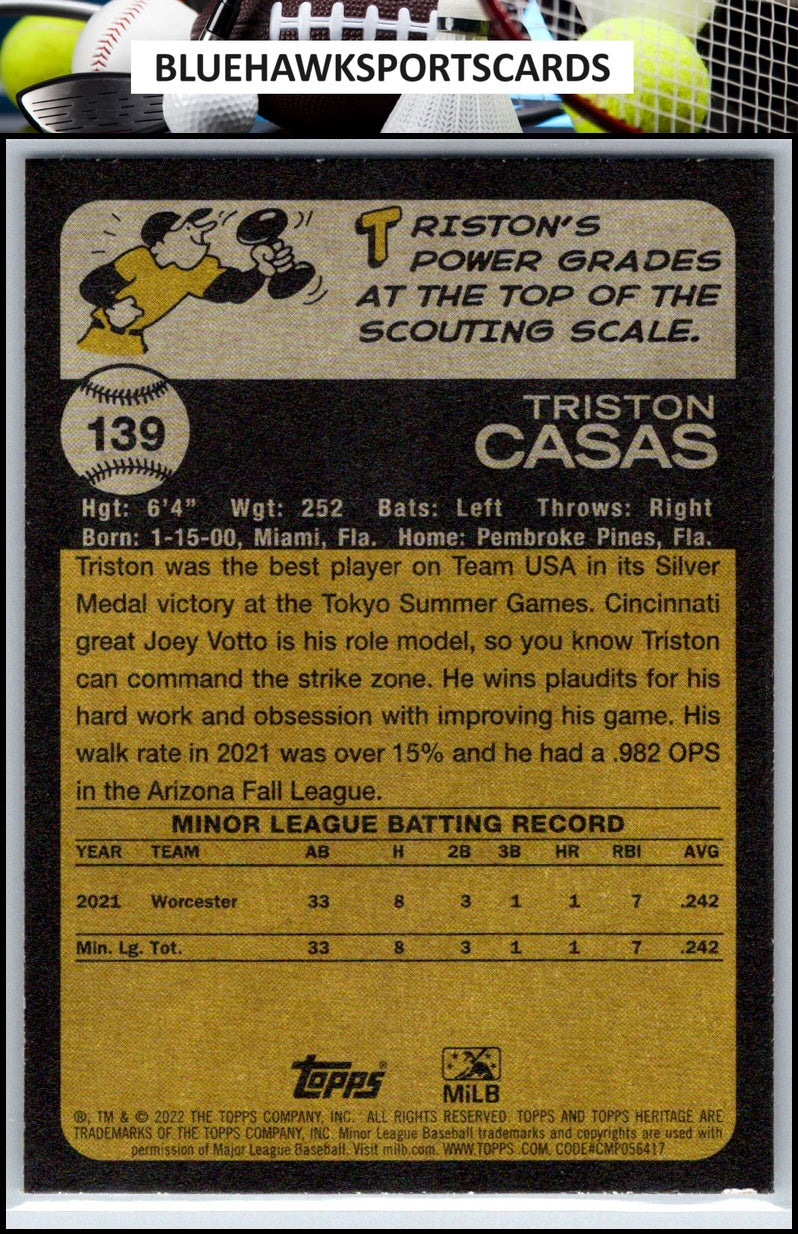 BLUEHAWKSPORTSCARDS
TRISTON'S
POWER GRADES
AT THE TOP OF THE
SCOUTING SCALE.
139
TRISTON
CASAS
Hgt: 6'4" Wgt: 252 Bats: Left Throws: Right
Born: 1-15-00, Miami, Fla. Home: Pembroke Pines, Fla.
Triston was the best player on Team USA in its Silver
Medal victory at the Tokyo Summer Games. Cincinnati
great Joey Votto is his role model, so you know Triston
can command the strike zone. He wins plaudits for his
hard work and obsession with improving his game. His
walk rate in 2021 was over 15% and he had a .982 OPS
in the Arizona Fall League.
MINOR LEAGUE BATTING RECORD
YEAR TEAM AB H 2B 3B HR RBI AVG
2021 Worcester 33 8 3 1 1 7 .242
Min. Lg. Tot. 33 8 3 1 1 7 .242
Topps®
MiLB
®, TM & © 2022 THE TOPPS COMPANY, INC. ALL RIGHTS RESERVED. TOPPS AND TOPPS HERITAGE ARE
TRADEMARKS OF THE TOPPS COMPANY, INC. Minor League Baseball trademarks and copyrights are used with
permission of Major League Baseball. Visit milb.com. WWW.TOPPS.COM. CODE#CMP056417